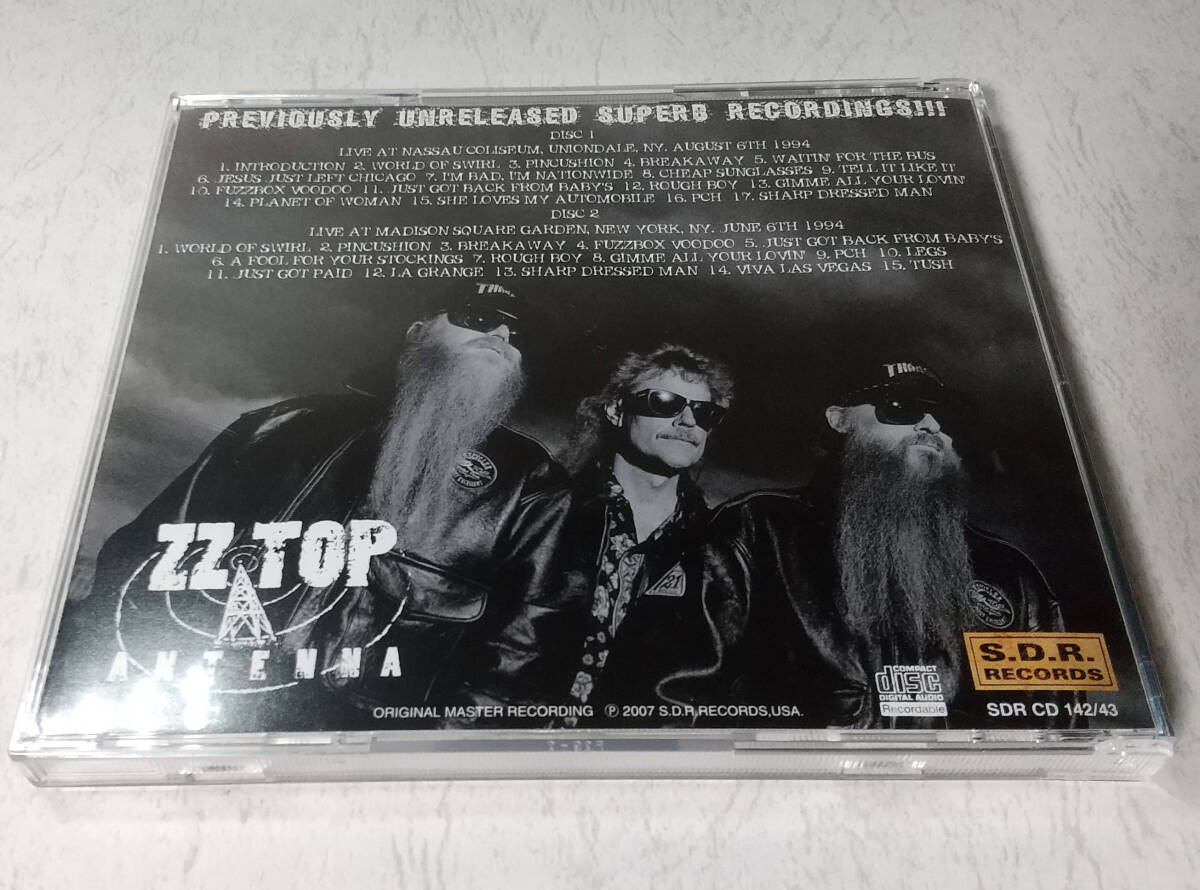 PREVIOUSLY UNRELEASED SUPERB RECORDINGS!!!
DISC 1
LIVE AT NASSAU COLISEUM, UNIONDALE, NY. AUGUST 6TH 1994
1. INTRODUCTION 2. WORLD OF SWIRL 3. PINCUSHION 4. BREAKAWAY 5. WAITIN' FOR THE BUS
6. JESUS JUST LEFT CHICAGO 7. I'M BAD, I'M NATIONWIDE 8. CHEAP SUNGLASSES 9. TELL IT LIKE IT
10. FUZZBOX VOODOO 11. JUST GOT BACK FROM BABY'S 12. ROUGH BOY 13. GIMME ALL YOUR LOVIN'
14. PLANET OF WOMAN 15. SHE LOVES MY AUTOMOBILE 16. PCH 17. SHARP DRESSED MAN
DISC 2
LIVE AT MADISON SQUARE GARDEN, NEW YORK, NY. JUNE 6TH 1994
1. WORLD OF SWIRL 2. PINCUSHION 3. BREAKAWAY 4. FUZZBOX VOODOO 5. JUST GOT BACK FROM BABY'S
6. A FOOL FOR YOUR STOCKINGS 7. ROUGH BOY 8. GIMME ALL YOUR LOVIN' 9. PCH 10. LEGS
11. JUST GOT PAID 12. LA GRANGE 13. SHARP DRESSED MAN 14. VIVA LAS VEGAS 15. TUSH
21
ZZ TOP
ANTENNA
S.D.R.
RECORDS
COMPACT
disc
DIGITAL AUDIO
Recordable
ORIGINAL MASTER RECORDING Ⓟ 2007 S.D.R. RECORDS,USA.
SDR CD 142/43